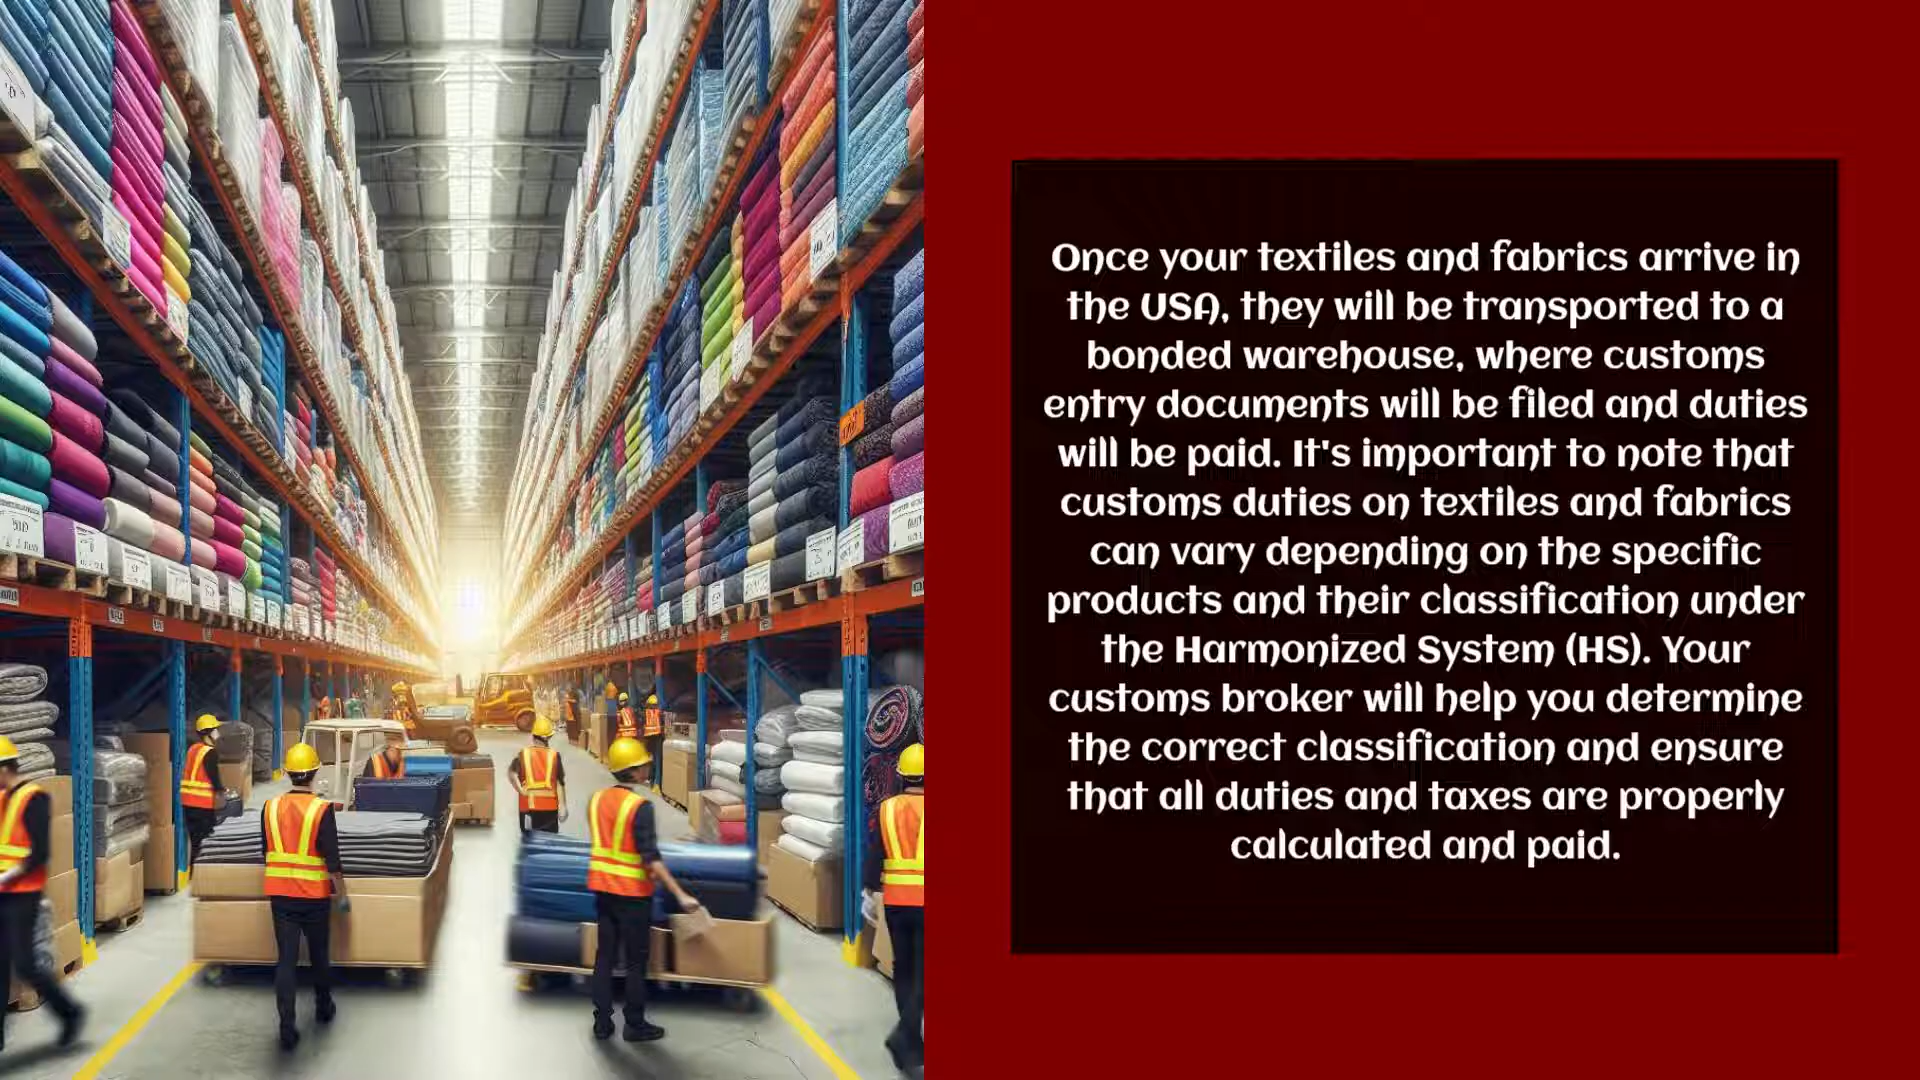 Once your textiles and fabrics arrive in
the USA, they will be transported to a
bonded warehouse, where customs
entry documents will be filed and duties
will be paid. It's important to note that
customs duties on textiles and fabrics
can vary depending on the specific
products and their classification under
the Harmonized System (HS). Your
customs broker will help you determine
the correct classification and ensure
that all duties and taxes are properly
calculated and paid.